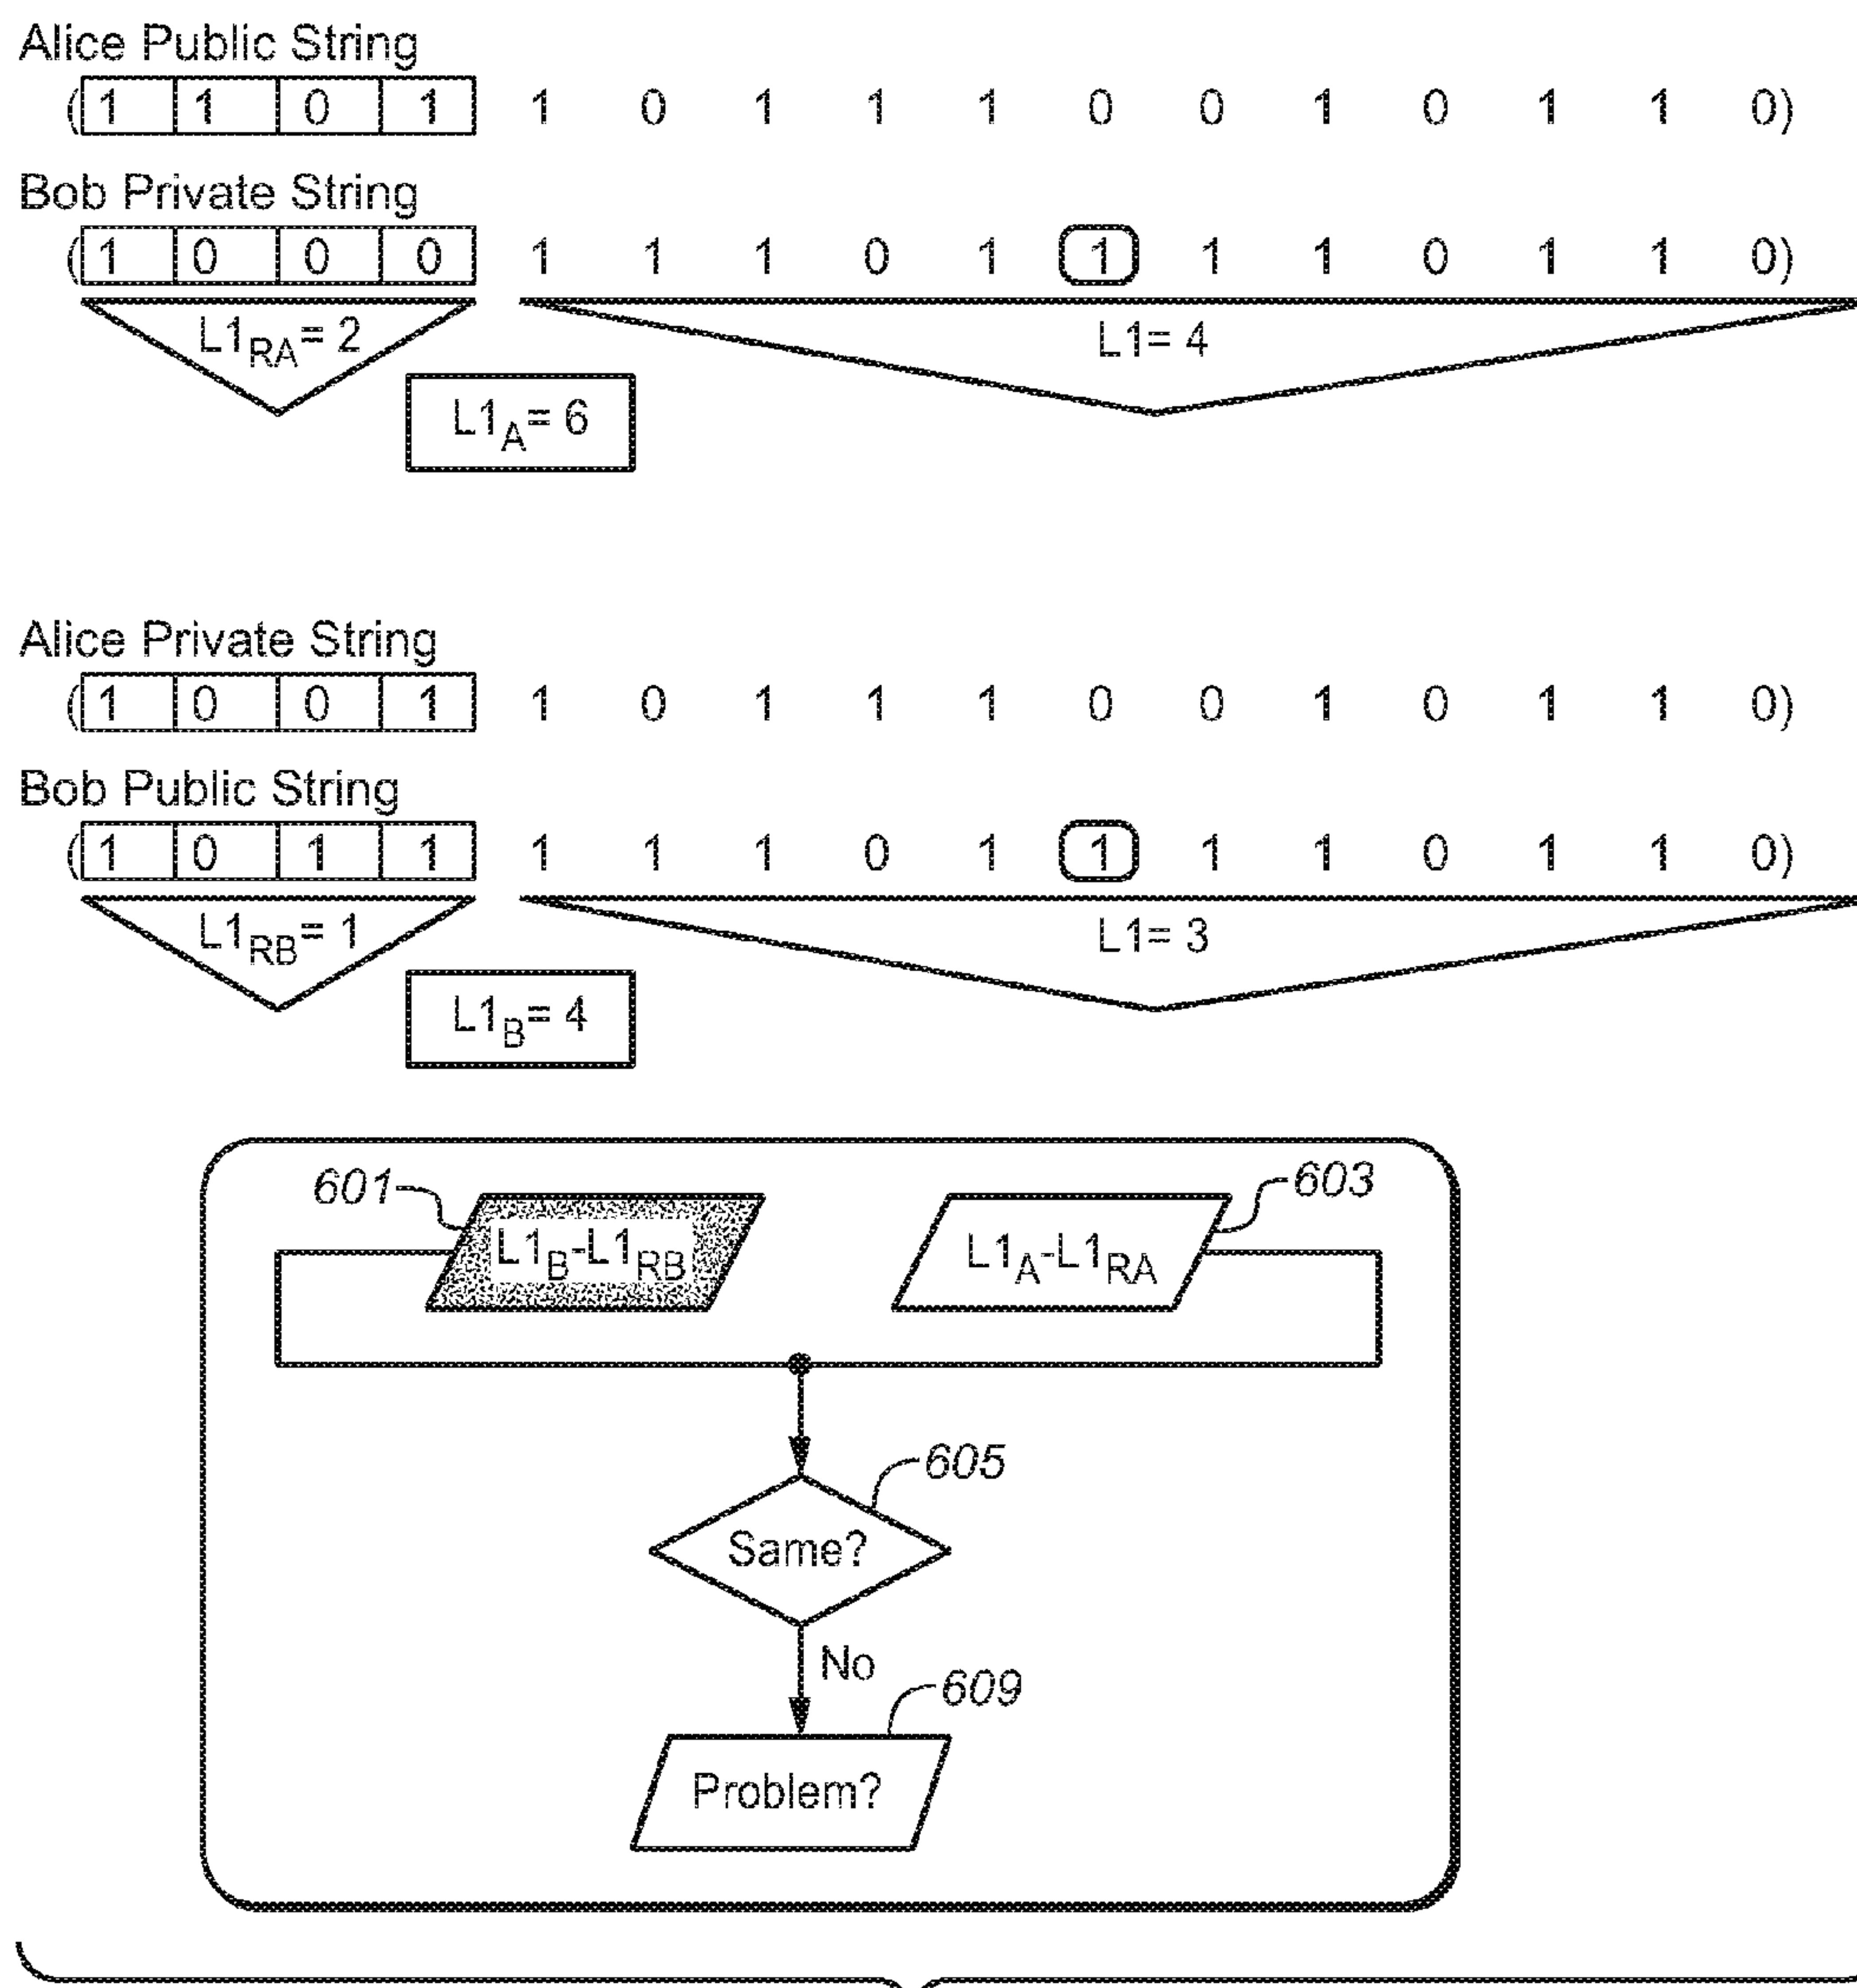 Alice Public String
(1 1 0 1 1 0 1 1 1 0 0 1 0 1 1 0)
Bob Private String
(1 0 0 0 1 1 1 0 1 1 1 1 0 1 1 0)
L1RA= 2
L1= 4
L1A= 6
Alice Private String
(1 0 0 1 1 0 1 1 1 0 0 1 0 1 1 0)
Bob Public String
(1 0 1 1 1 1 1 0 1 1 1 1 0 1 1 0)
L1RB= 1
L1= 3
L1B= 4
601
603
L1B-L1RB
L1A-L1RA
605
Same?
No
609
Problem?